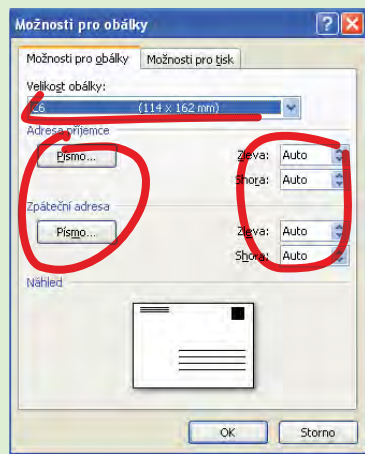 Možnosti pro obálky
Možnosti pro obálky Možnosti pro tisk
Velikost obálky:
C6 (114 x 162 mm)
Adresa příjemce
Písmo... Zleva: Auto
Shora: Auto
Zpáteční adresa
Písmo... Zleva: Auto
Shora: Auto
Náhled
OK Storno